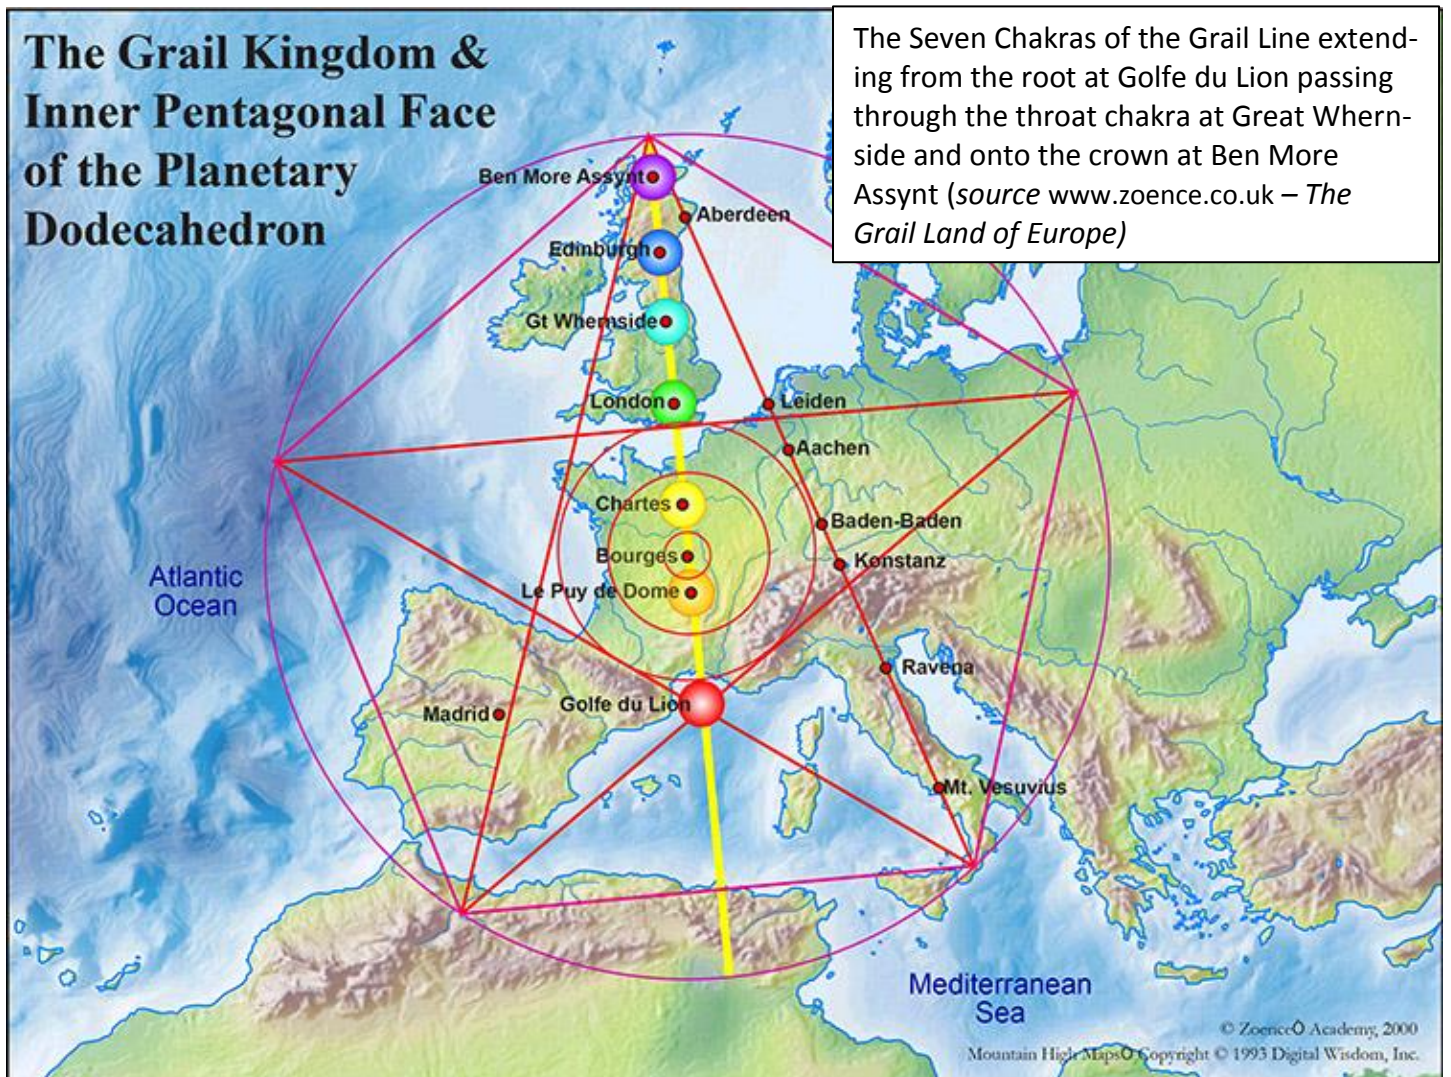 The Grail Kingdom &
Inner Pentagonal Face
of the Planetary
Dodecahedron
The Seven Chakras of the Grail Line extend-
ing from the root at Golfe du Lion passing
through the throat chakra at Great Whern-
side and onto the crown at Ben More
Assynt (source www.zoence.co.uk – The
Grail Land of Europe)
Ben More Assynt
Aberdeen
Edinburgh
Gt Whernside
London
Leiden
Aachen
Chartes
Baden-Baden
Bourges
Konstanz
Le Puy de Dome
Atlantic
Ocean
Ravena
Golfe du Lion
Madrid
Mt. Vesuvius
Mediterranean
Sea
© ZoenceÒ Academy, 2000
Mountain High MapsÒ Copyright © 1993 Digital Wisdom, Inc.